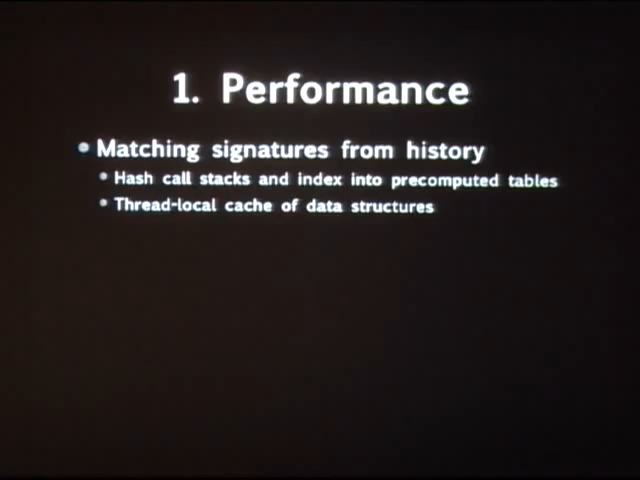 1. Performance
Matching signatures from history
Hash call stacks and index into precomputed tables
Thread-local cache of data structures